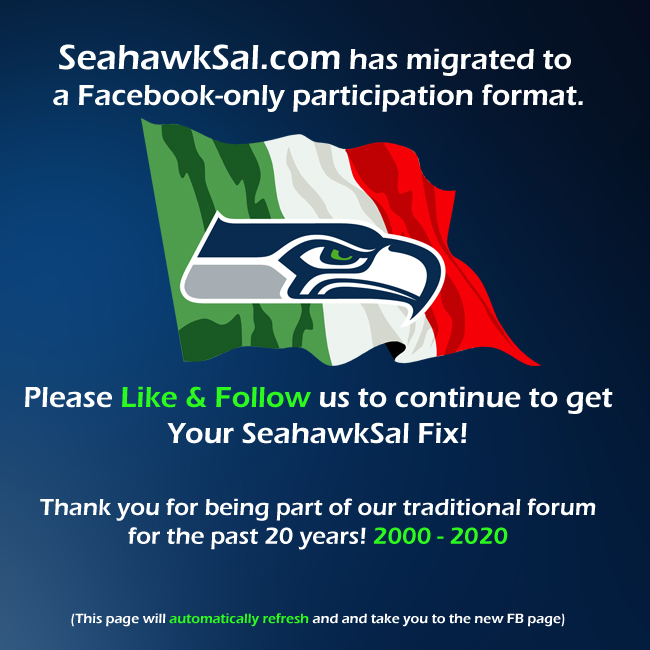 SeahawkSal.com has migrated to
a Facebook-only participation format.
Please Like & Follow us to continue to get
Your SeahawkSal Fix!
Thank you for being part of our traditional forum
for the past 20 years! 2000 - 2020
(This page will automatically refresh and and take you to the new FB page)